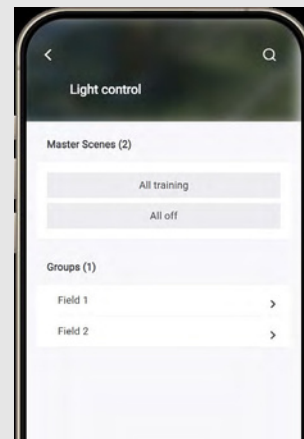 Light control
Master Scenes (2)
All training
All off
Groups (1)
Field 1
Field 2